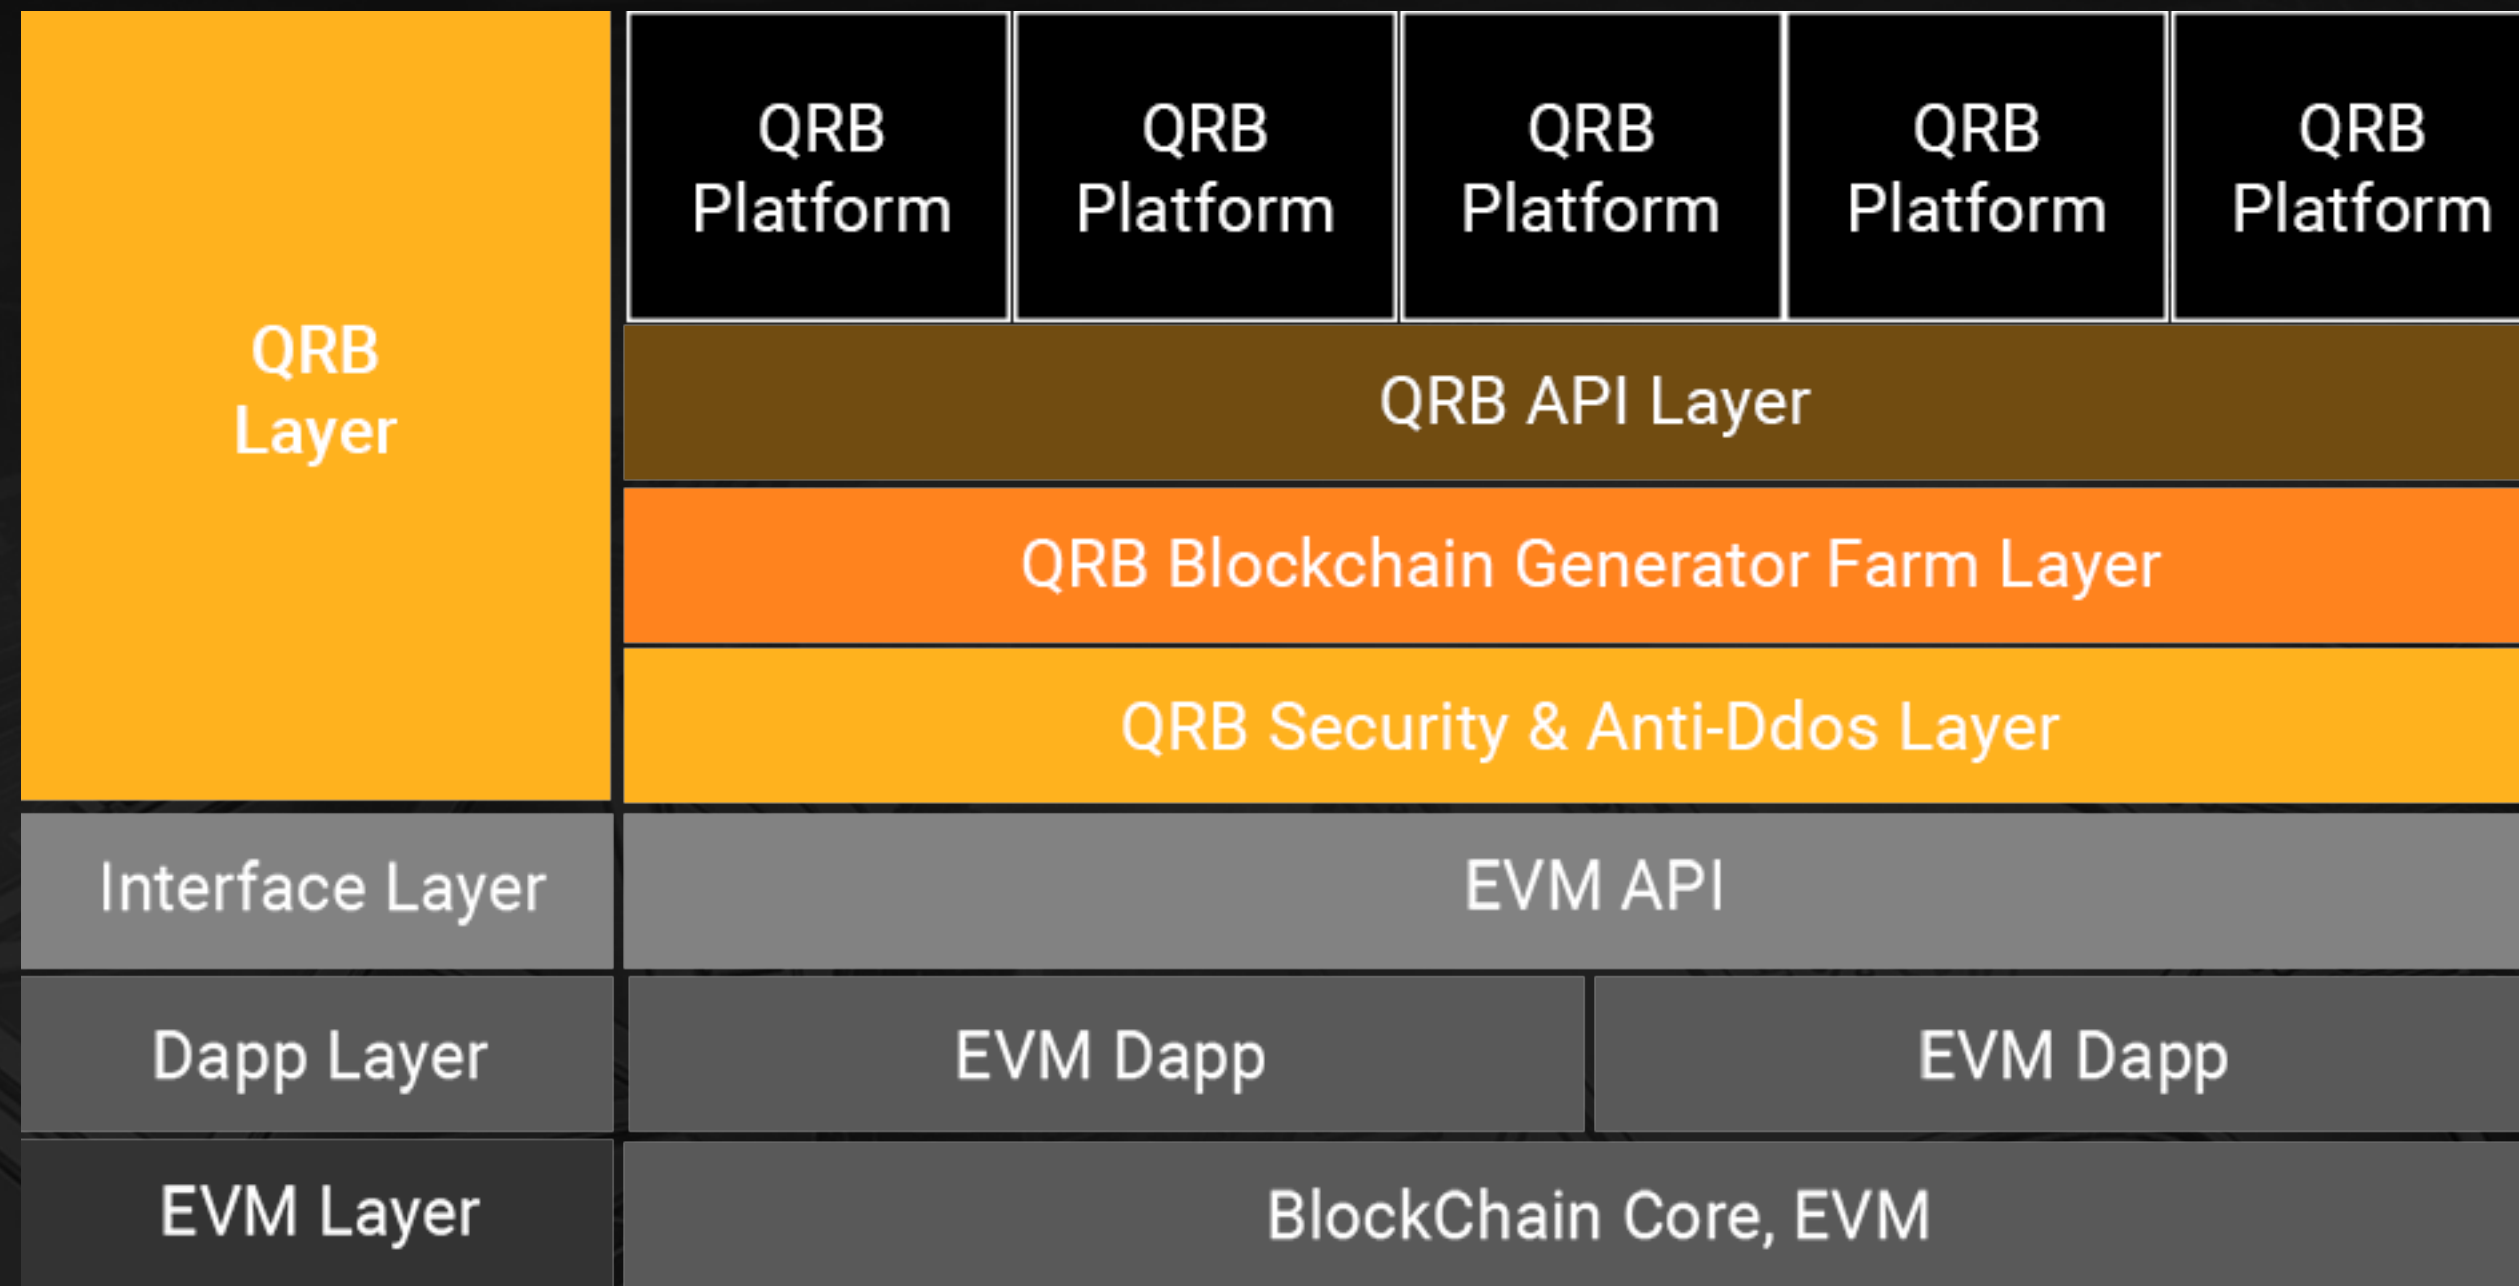 QRB
Layer
QRB
Platform
QRB
Platform
QRB
Platform
QRB
Platform
QRB
Platform
QRB API Layer
QRB Blockchain Generator Farm Layer
QRB Security & Anti-Ddos Layer
Interface Layer
EVM API
Dapp Layer
EVM Dapp
EVM Dapp
EVM Layer
BlockChain Core, EVM